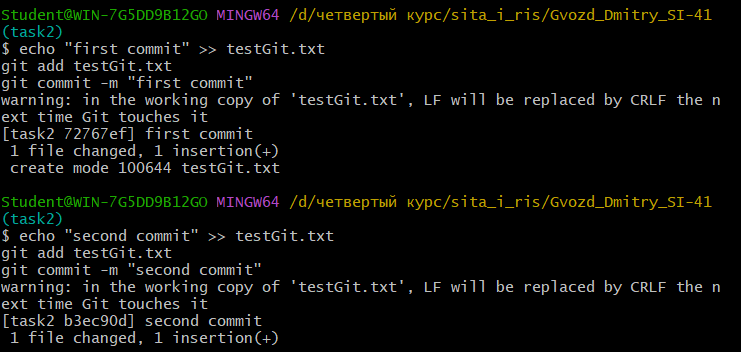 Student@WIN-7G5DD9B12GO MINGW64 /d/четвертый курс/sita_i_ris/Gvozd_Dmitry_SI-41
(task2)
$ echo "first commit" >> testGit.txt
git add testGit.txt
git commit -m "first commit"
warning: in the working copy of 'testGit.txt', LF will be replaced by CRLF the n
ext time Git touches it
[task2 72767ef] first commit
 1 file changed, 1 insertion(+)
 create mode 100644 testGit.txt

Student@WIN-7G5DD9B12GO MINGW64 /d/четвертый курс/sita_i_ris/Gvozd_Dmitry_SI-41
(task2)
$ echo "second commit" >> testGit.txt
git add testGit.txt
git commit -m "second commit"
warning: in the working copy of 'testGit.txt', LF will be replaced by CRLF the n
ext time Git touches it
[task2 b3ec90d] second commit
 1 file changed, 1 insertion(+)